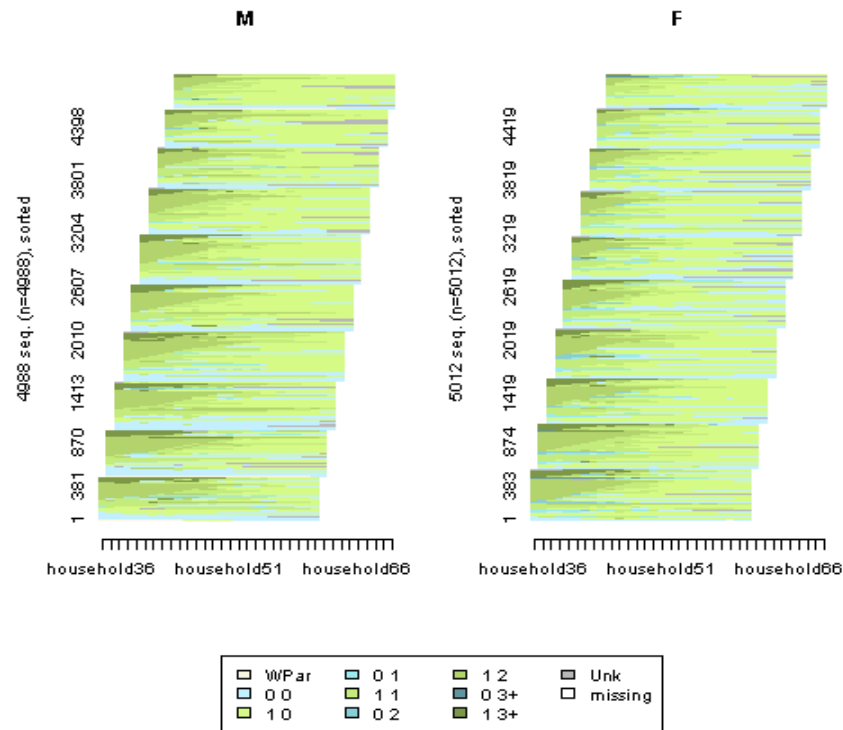 M F
4988 seq. (n=4988), sorted
1 381 870 1413 2010 2607 3204 3801 4398
5012 seq. (n=5012), sorted
1 383 874 1419 2019 2619 3219 3819 4419
household36 household51 household66
household36 household51 household66
WPar 0 1 1 2 Unk
0 0 1 1 0 3+ missing
1 0 0 2 1 3+